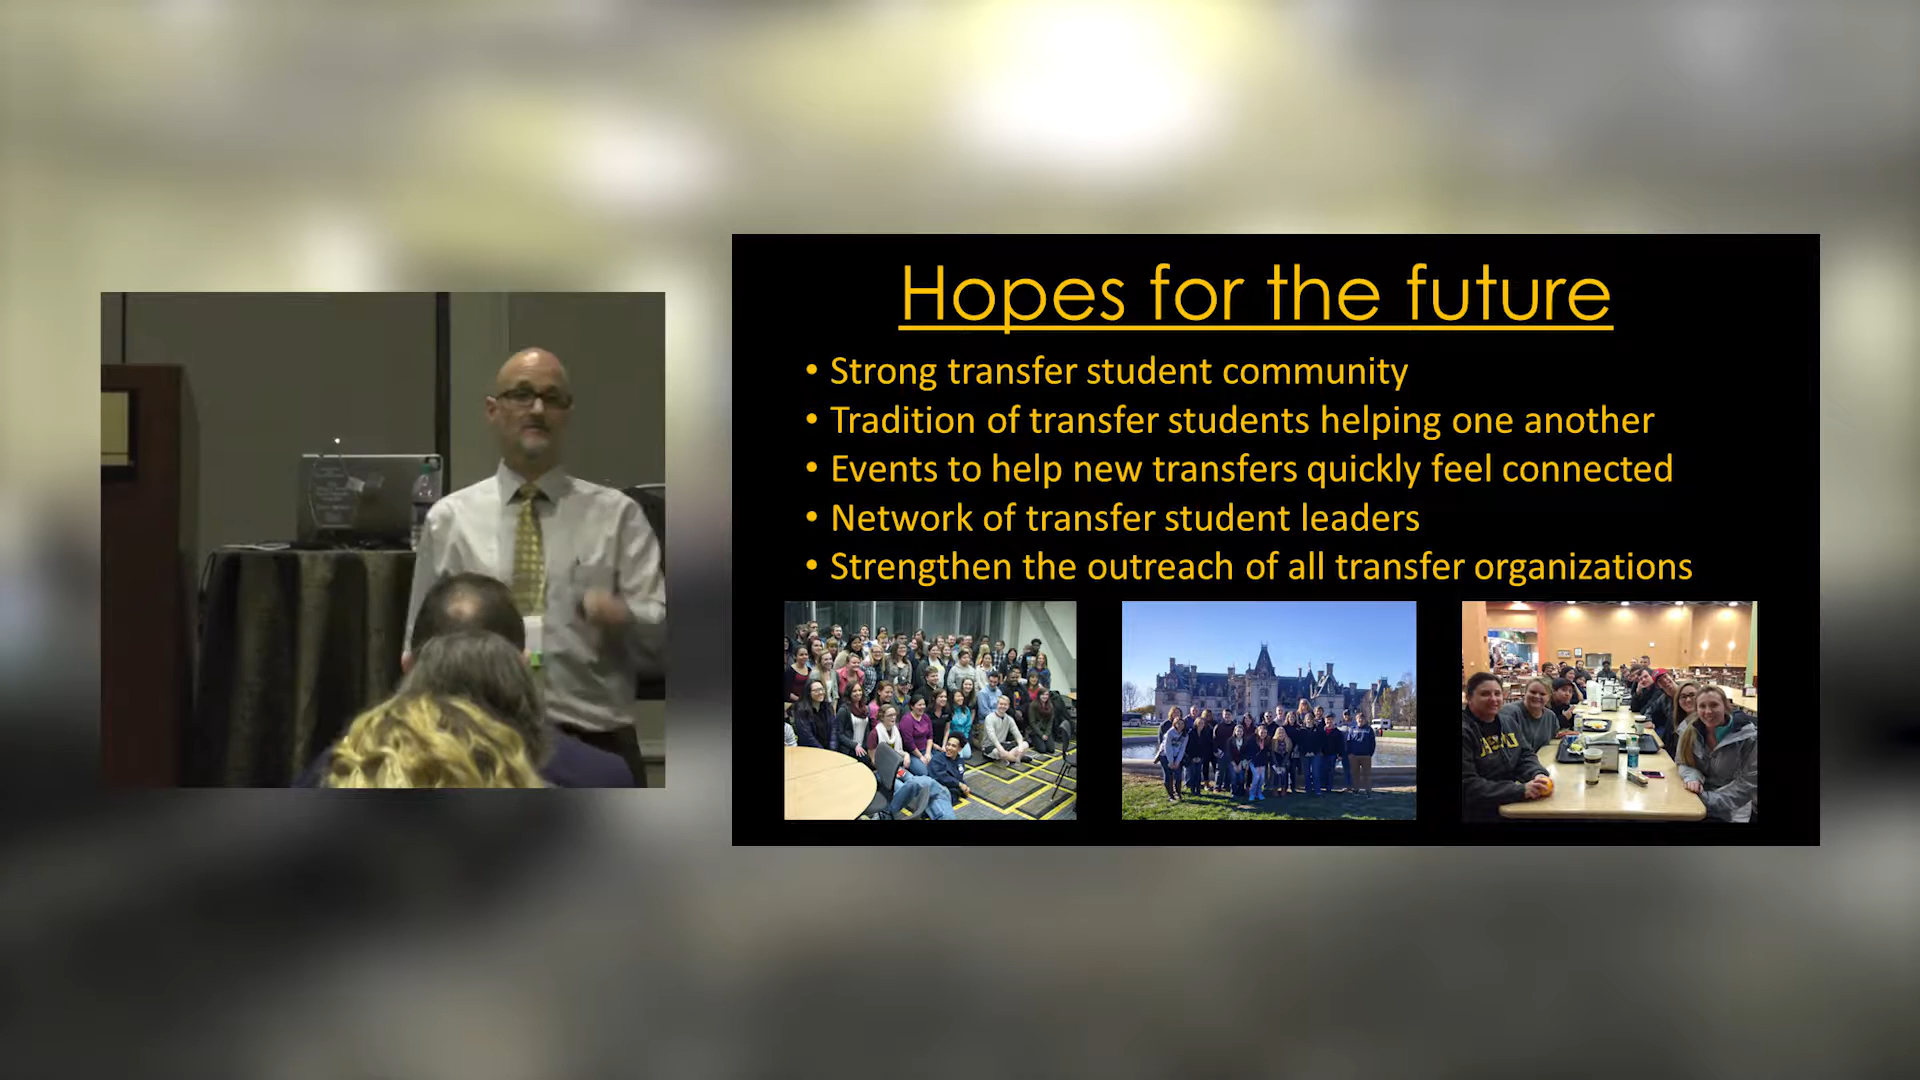 Hopes for the future
• Strong transfer student community
• Tradition of transfer students helping one another
• Events to help new transfers quickly feel connected
• Network of transfer student leaders
• Strengthen the outreach of all transfer organizations